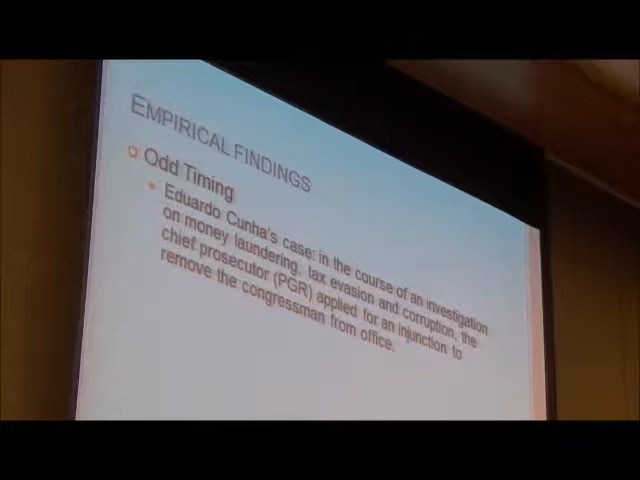 EMPIRICAL FINDINGS
Odd Timing
Eduardo Cunha's case: in the course of an investigation
on money laundering, tax evasion and corruption, the
chief prosecutor (PGR) applied for an injunction to
remove the congressman from office.